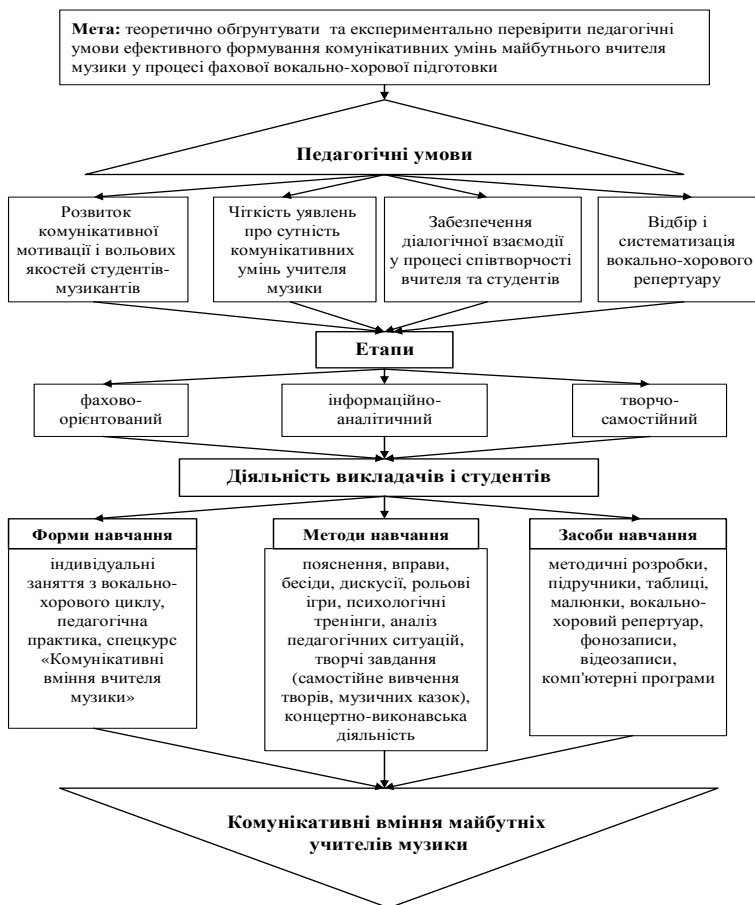 Мета: теоретично обґрунтувати та експериментально перевірити педагогічні
умови ефективного формування комунікативних умінь майбутнього вчителя
музики у процесі фахової вокально-хорової підготовки
Педагогічні умови
Розвиток
комунікативної
мотивації і вольових
якостей студентів-
музикантів
Чіткість уявлень
про сутність
комунікативних
умінь учителя
музики
Забезпечення
діалогічної взаємодії
у процесі співтворчості
вчителя та студентів
Відбір і
систематизація
вокально-хорового
репертуару
Етапи
фахово-
орієнтований
інформаційно-
аналітичний
творчо-
самостійний
Діяльність викладачів і студентів
Форми навчання
індивідуальні
заняття з вокально-
хорового циклу,
педагогічна
практика, спецкурс
«Комунікативні
вміння вчителя
музики»
Методи навчання
пояснення, вправи,
бесіди, дискусії, рольові
ігри, психологічні
тренінги, аналіз
педагогічних ситуацій,
творчі завдання
(самостійне вивчення
творів, музичних казок),
концертно-виконавська
діяльність
Засоби навчання
методичні розробки,
підручники, таблиці,
малюнки, вокально-
хоровий репертуар,
фонозаписи,
відеозаписи,
комп'ютерні програми
Комунікативні вміння майбутніх
учителів музики